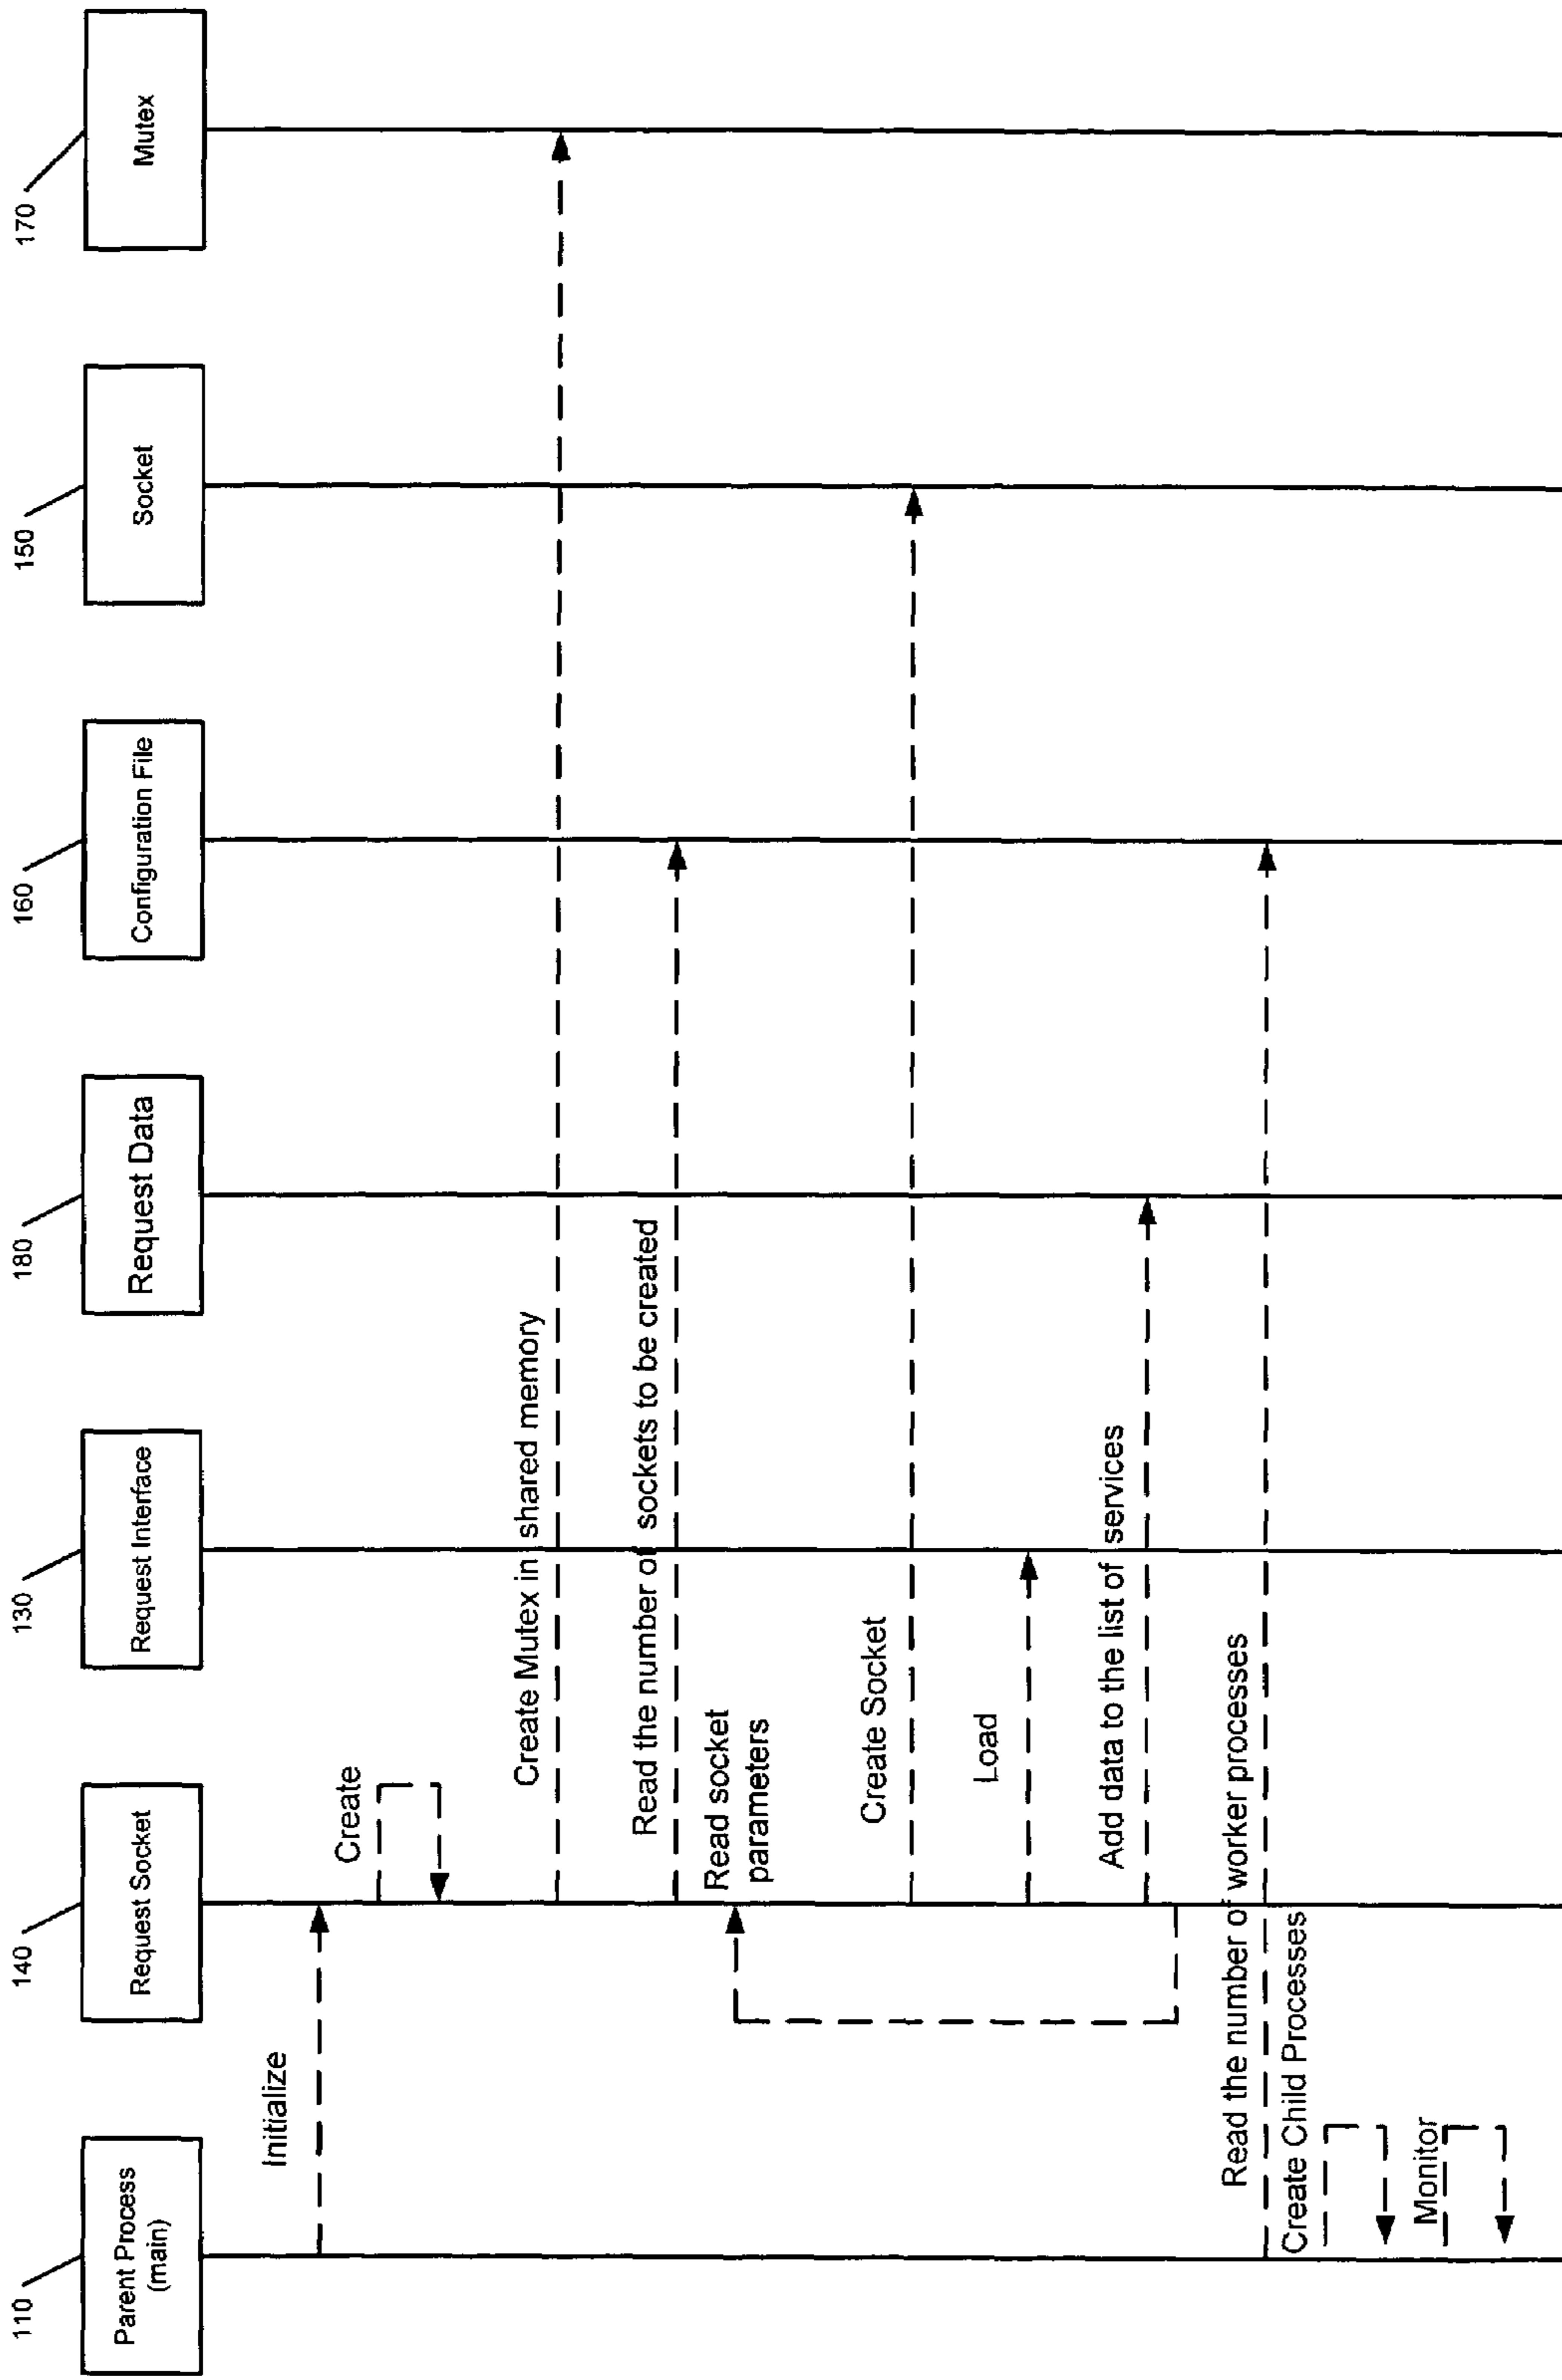 110
140
130
180
160
150
170
Parent Process
(main)
Request Socket
Request Interface
Request Data
Configuration File
Socket
Mutex
Initialize
Create
Create Mutex in shared memory
Read the number of sockets to be created
Read socket
parameters
Create Socket
Load
Add data to the list of services
Read the number of worker processes
Create Child Processes
Monitor